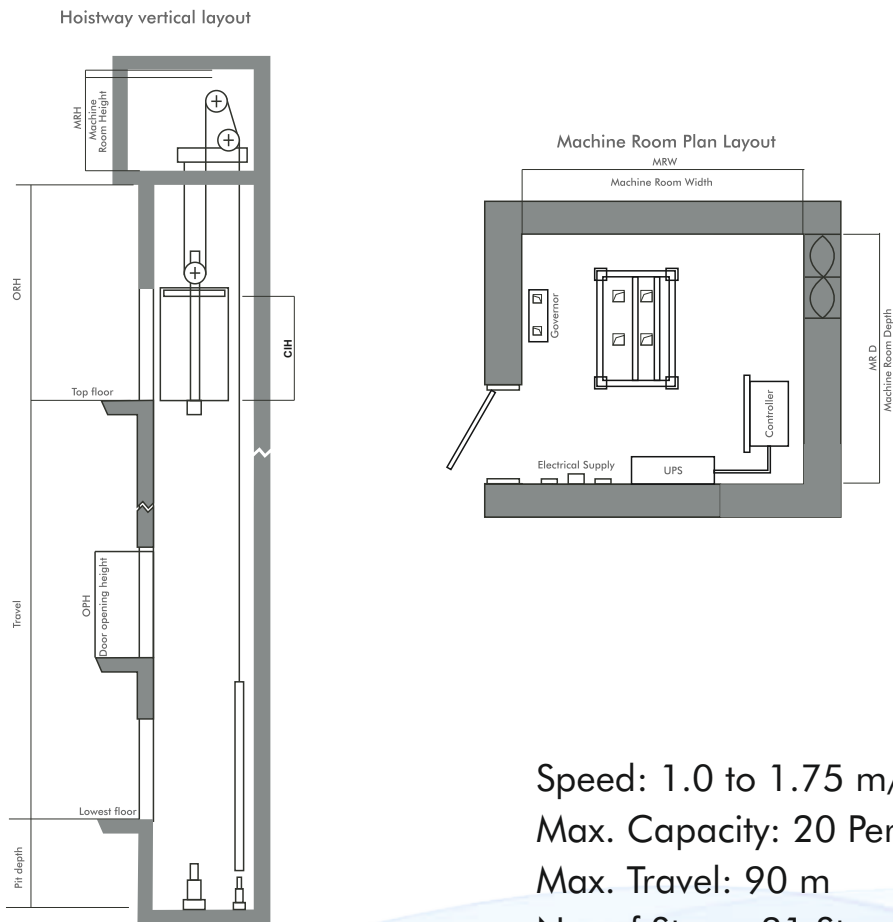 Hoistway vertical layout
MRH
Machine
Room Height
ORH
CIH
Top floor
Travel
OPH
Door opening height
Lowest floor
Pit depth
Machine Room Plan Layout
MRW
Machine Room Width
Governor
MR D
Machine Room Depth
Controller
Electrical Supply
UPS
Speed: 1.0 to 1.75 m/
Max. Capacity: 20 Per
Max. Travel: 90 m